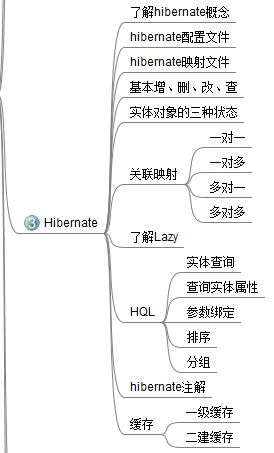 了解hibernate概念
hibernate配置文件
hibernate映射文件
基本增、删、改、查
实体对象的三种状态
关联映射
一对一
一对多
多对一
多对多
3 Hibernate
了解Lazy
HQL
实体查询
查询实体属性
参数绑定
排序
分组
hibernate注解
缓存
一级缓存
二建缓存